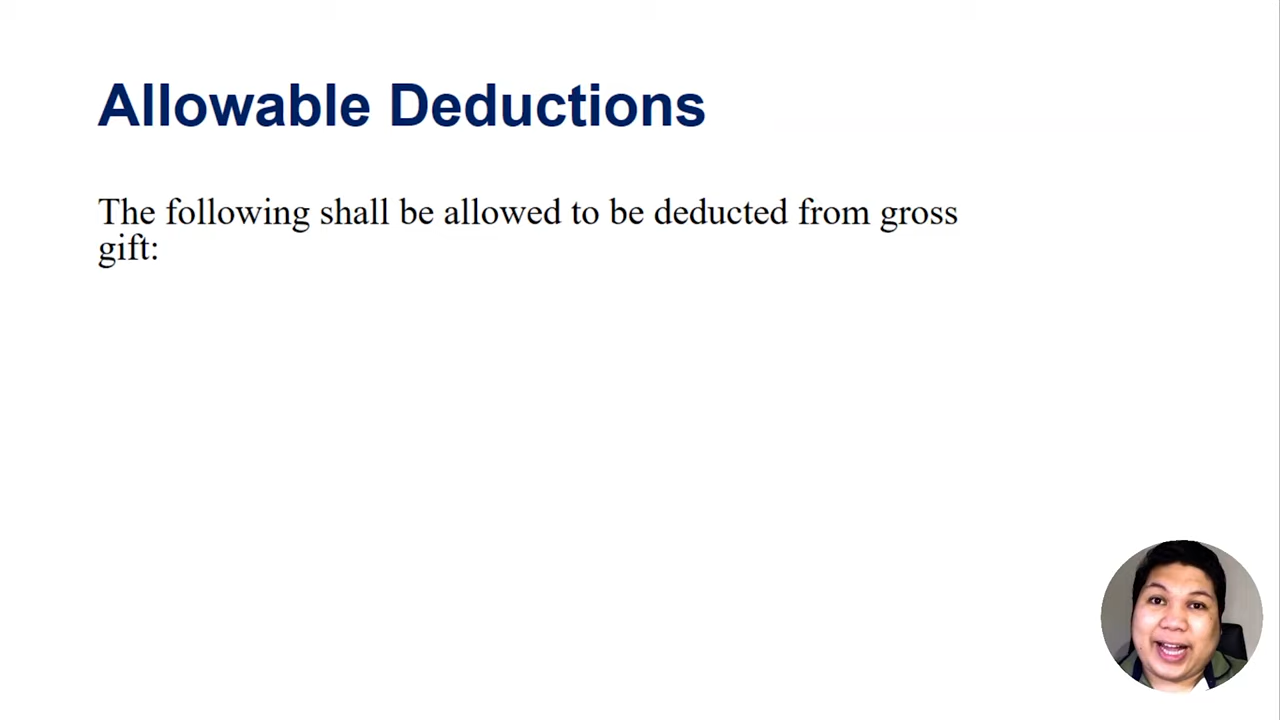 Allowable Deductions
The following shall be allowed to be deducted from gross
gift: